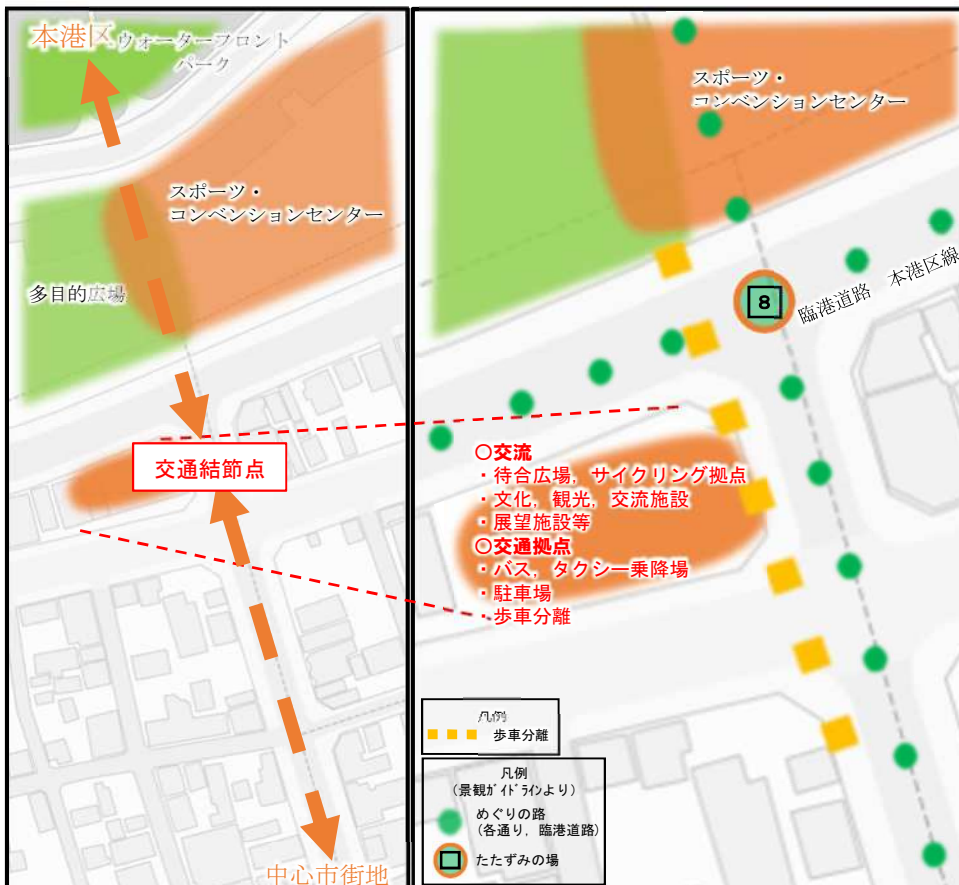 本港区
ウォーターフロント
パーク
スポーツ・
コンベンションセンター
多目的広場
交通結節点
中心市街地
スポーツ・
コンベンションセンター
8
臨港道路 本港区線
○交流
・待合広場，サイクリング拠点
・文化，観光，交流施設
・展望施設等
○交通拠点
・バス，タクシー乗降場
・駐車場
・歩車分離
凡例
歩車分離
凡例
(景観ｶﾞｲﾄﾞﾗｲﾝより)
めぐりの路
(各通り，臨港道路)
たたずみの場